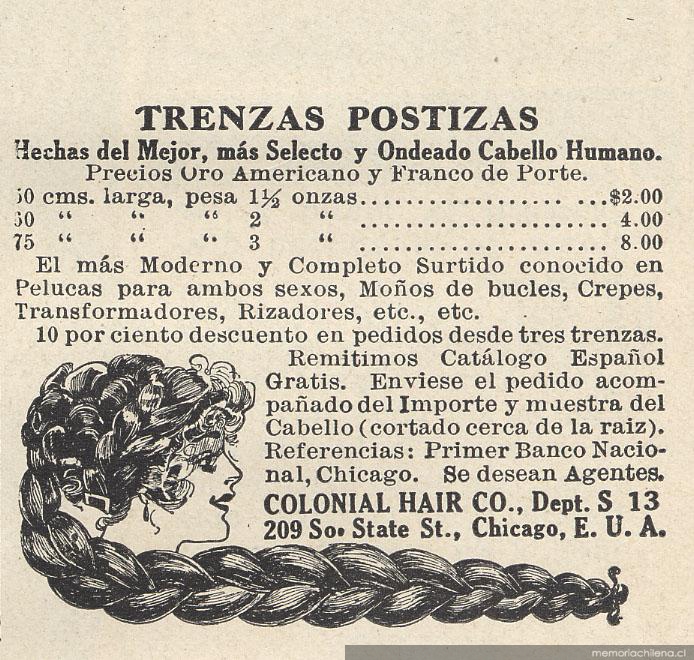 TRENZAS POSTIZAS
Hechas del Mejor, más Selecto y Ondeado Cabello Humano.
Precios Oro Americano y Franco de Porte.
50 cms. larga, pesa 1½ onzas.................. ...$2.00
60 “ “ “ 2 “ ........................... 4.00
75 “ “ “ 3 “ ........................... 8.00
El más Moderno y Completo Surtido conocido en
Pelucas para ambos sexos, Moños de bucles, Crepes,
Transformadores, Rizadores, etc., etc.
10 por ciento descuento en pedidos desde tres trenzas.
Remitimos Catálogo Español
Gratis. Enviese el pedido acom-
pañado del Importe y muestra del
Cabello (cortado cerca de la raiz).
Referencias: Primer Banco Nacio-
nal, Chicago. Se desean Agentes.
COLONIAL HAIR CO., Dept. S 13
209 So. State St., Chicago, E. U. A.
memoriachilena.cl